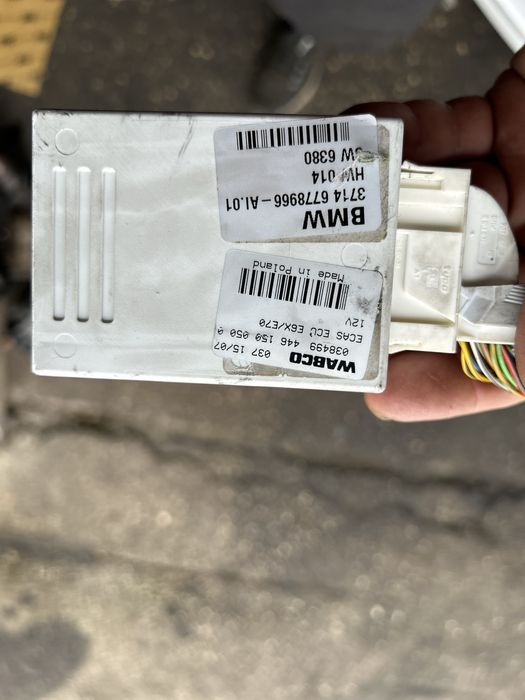 BMW
3714 6778966-AI.01
HW 014
SW 6380
WABCO
038499 446 150 050 0
037 15/07
ECAS ECU E6X/E70
12V
Made in Poland